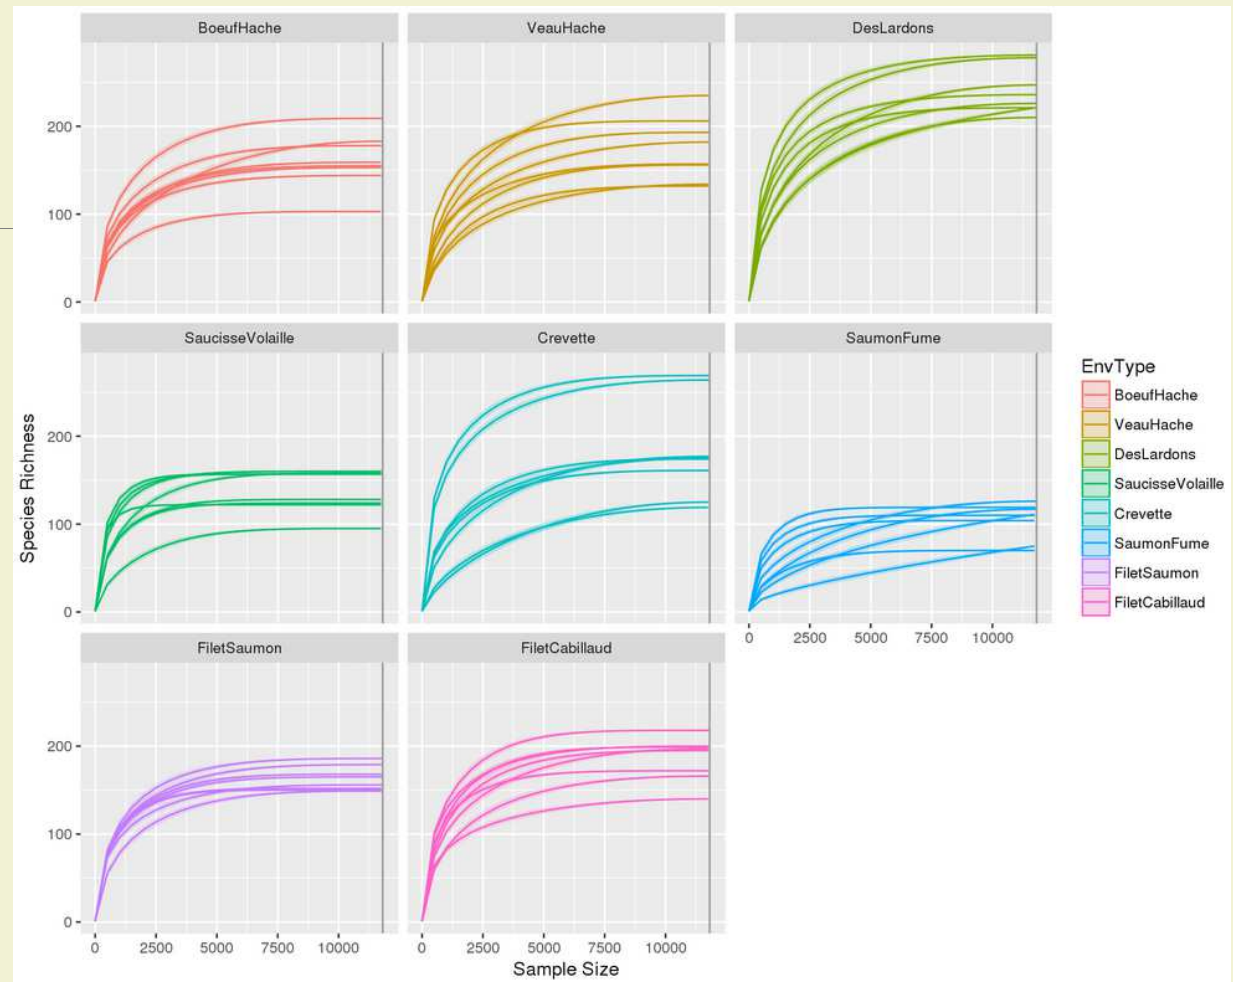 BoeufHache
VeauHache
DesLardons
200
100
0
SaucisseVolaille
Crevette
SaumonFume
200
100
0
0 2500 5000 7500 10000
FiletSaumon
FiletCabillaud
200
100
0
0 2500 5000 7500 10000
0 2500 5000 7500 10000
Species Richness
Sample Size
EnvType
BoeufHache
VeauHache
DesLardons
SaucisseVolaille
Crevette
SaumonFume
FiletSaumon
FiletCabillaud